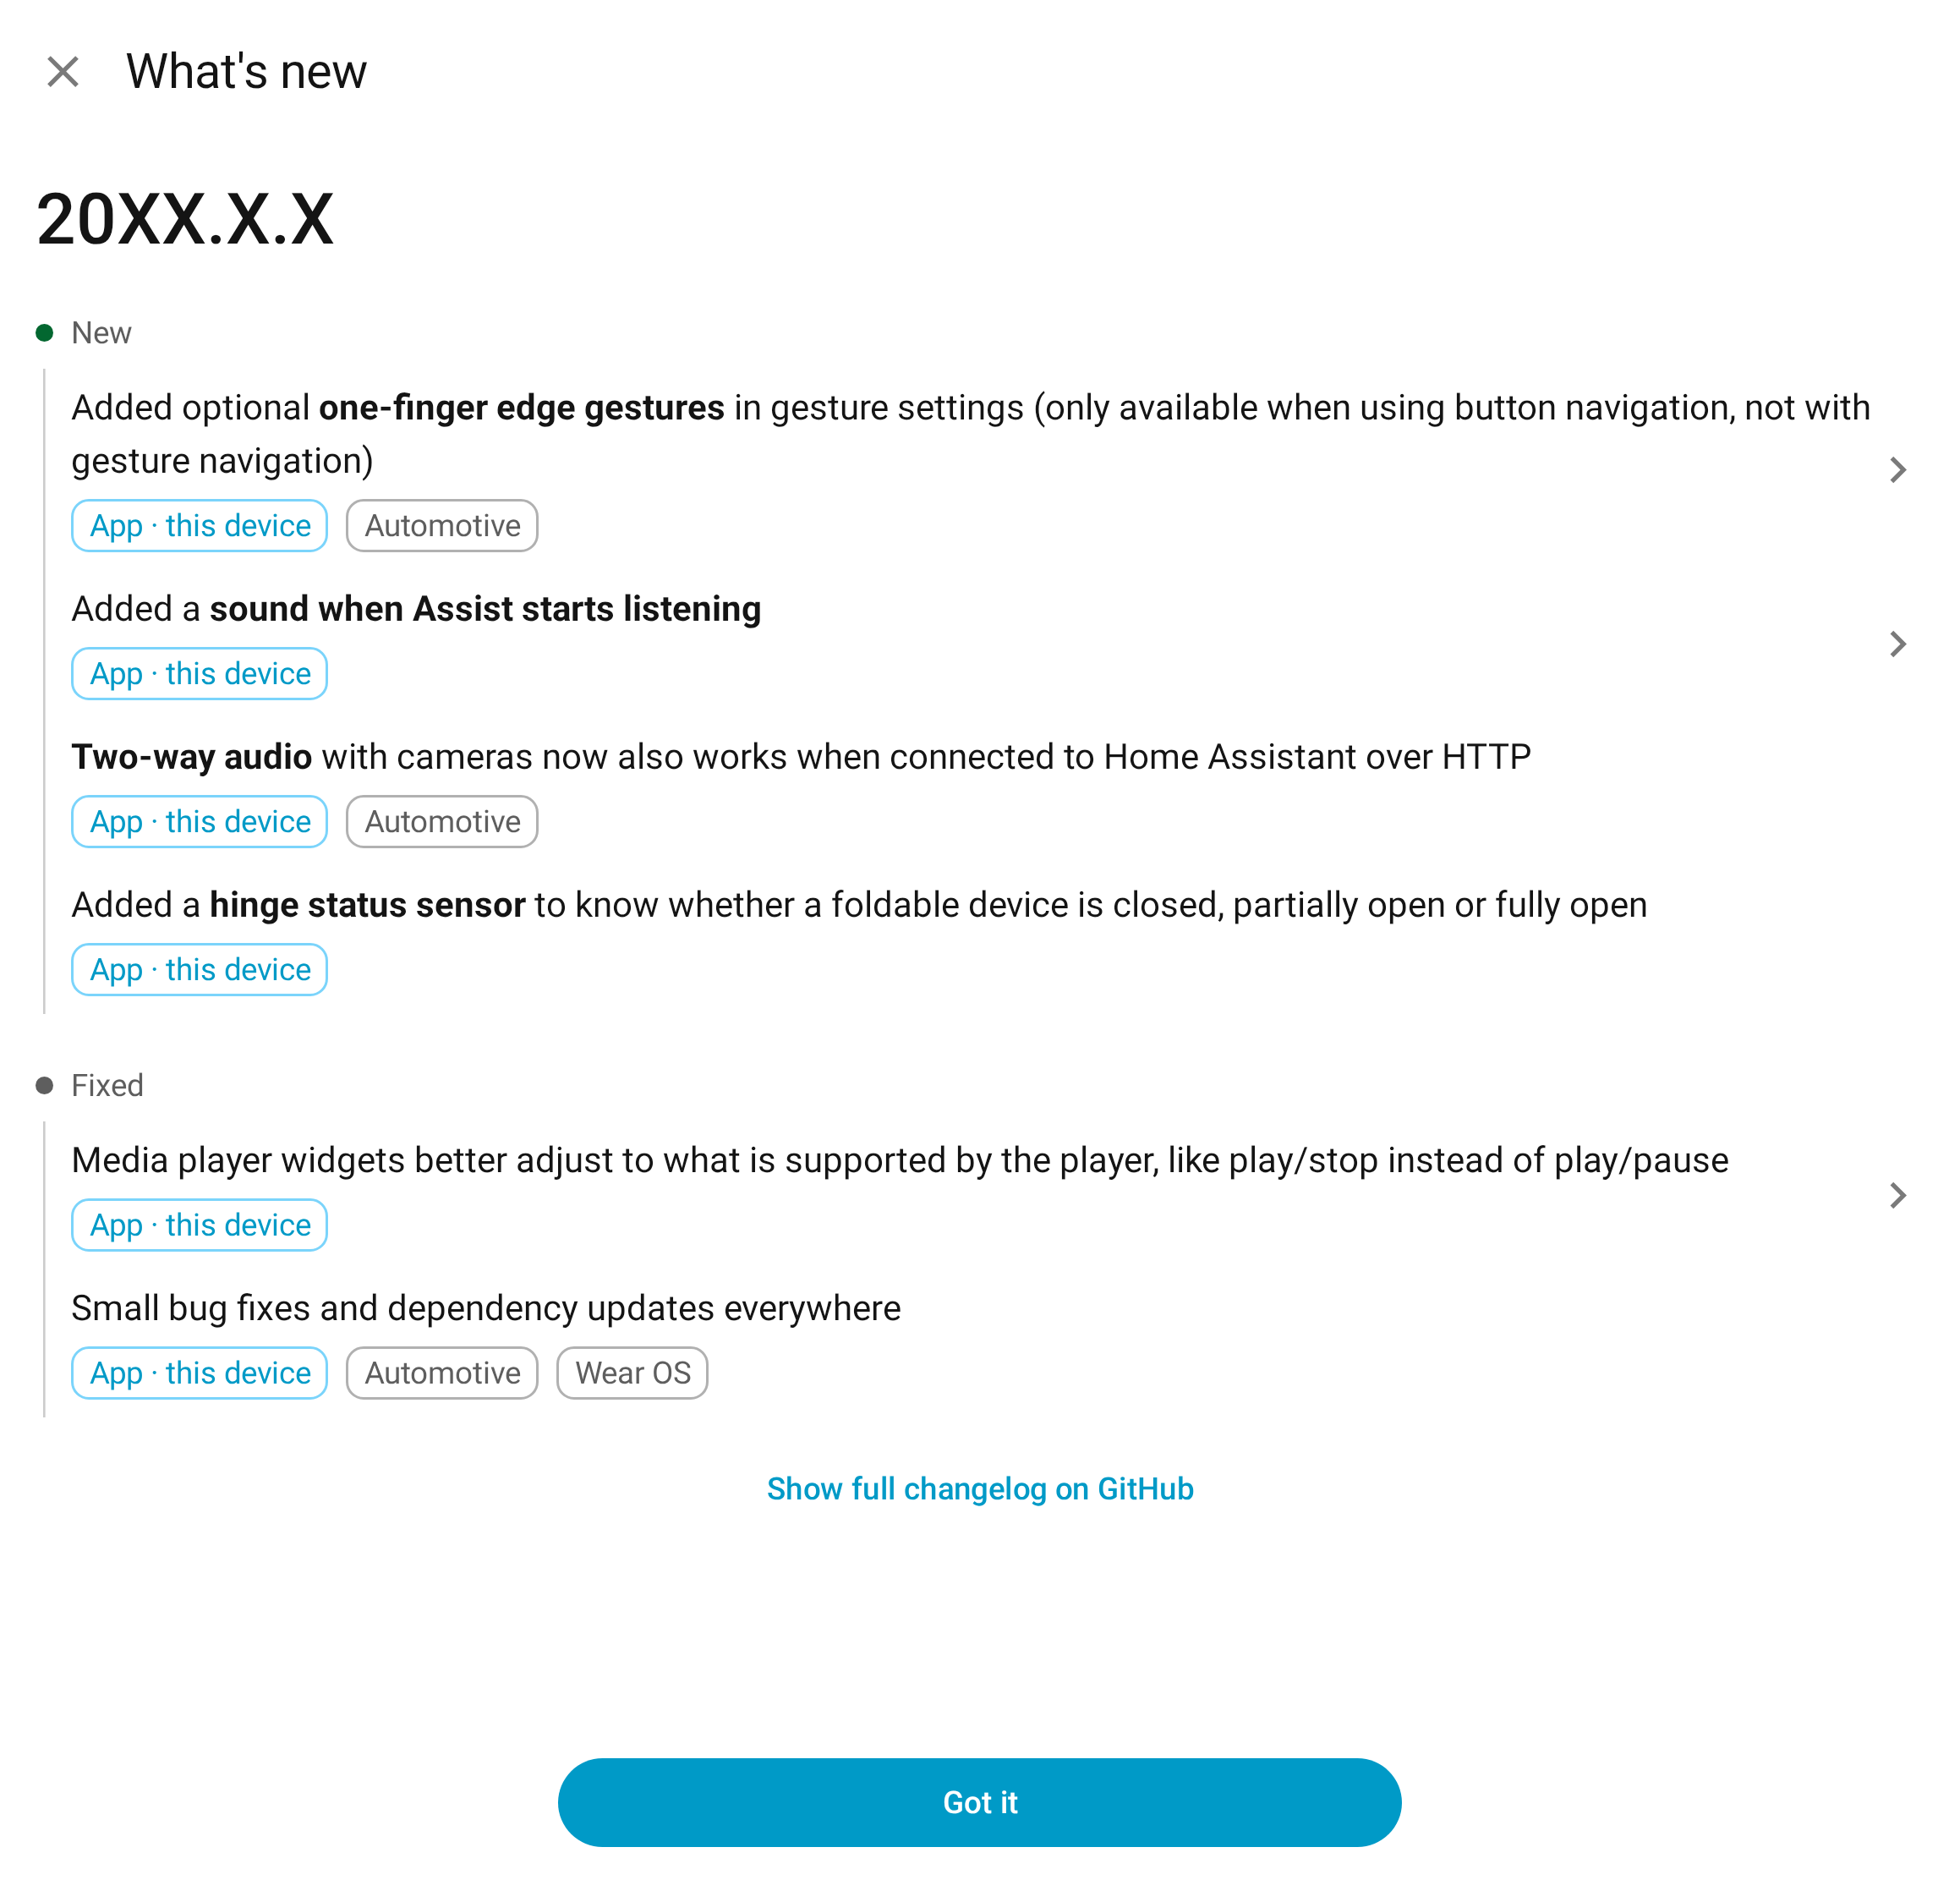 What's new
20XX.X.X
New
Added optional one-finger edge gestures in gesture settings (only available when using button navigation, not with
gesture navigation)
App · this device Automotive
Added a sound when Assist starts listening
App · this device
Two-way audio with cameras now also works when connected to Home Assistant over HTTP
App · this device Automotive
Added a hinge status sensor to know whether a foldable device is closed, partially open or fully open
App · this device
Fixed
Media player widgets better adjust to what is supported by the player, like play/stop instead of play/pause
App · this device
Small bug fixes and dependency updates everywhere
App · this device Automotive Wear OS
Show full changelog on GitHub
Got it